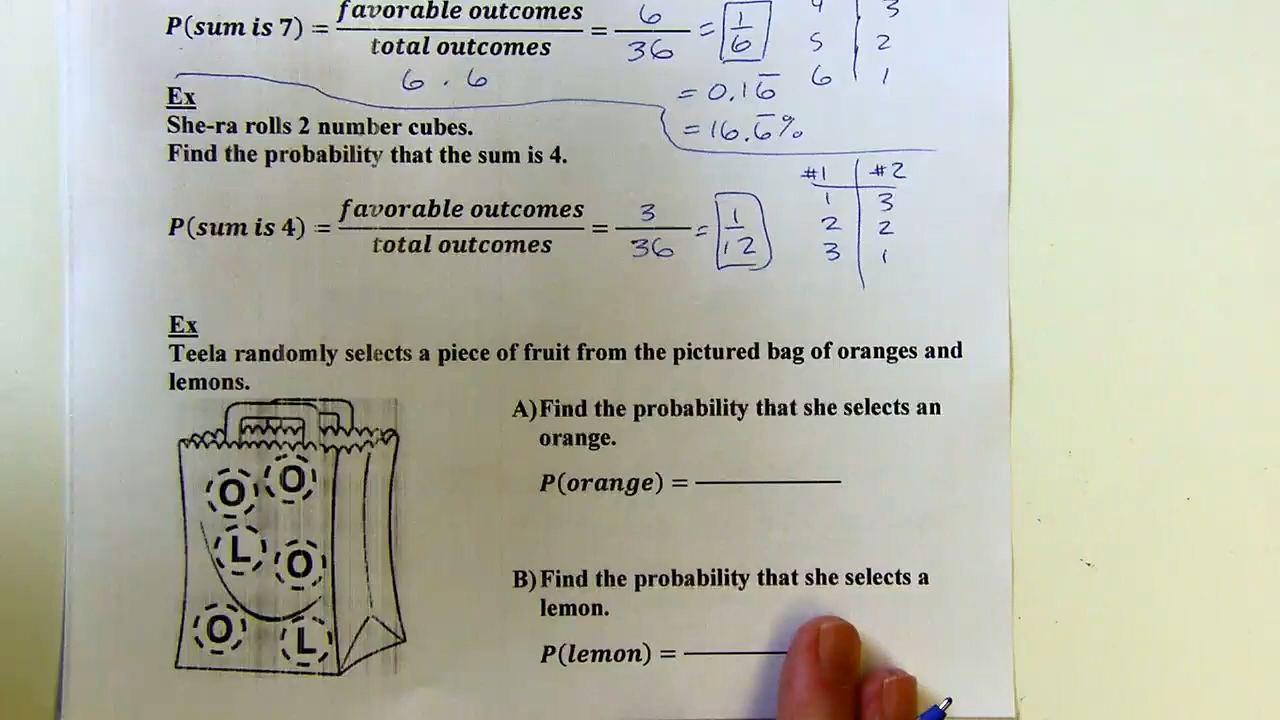 P(sum is 7) = favorable outcomes / total outcomes = 6 / 36 = 1 / 6
4 | 3
5 | 2
6 | 1
6 . 6
= 0.16̅
= 16.6̅%
Ex
She-ra rolls 2 number cubes.
Find the probability that the sum is 4.
#1 | #2
1 | 3
2 | 2
3 | 1
P(sum is 4) = favorable outcomes / total outcomes = 3 / 36 = 1 / 12
Ex
Teela randomly selects a piece of fruit from the pictured bag of oranges and
lemons.
O O
L O
O L
A) Find the probability that she selects an
orange.
P(orange) = ________
B) Find the probability that she selects a
lemon.
P(lemon) = ________